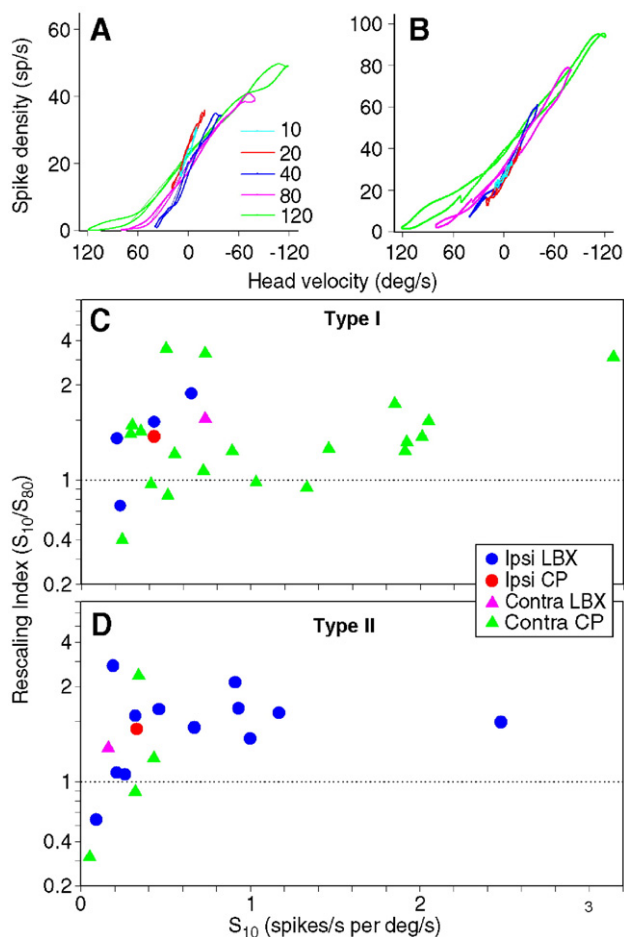 A
B
Spike density (sp/s)
60
40
20
0
100
80
60
40
20
0
10
20
40
80
120
120 60 0 -60 -120
120 60 0 -60 -120
Head velocity (deg/s)
C
Type I
4
2
1
0.4
0.2
Rescaling Index (S10/S80)
Ipsi LBX
Ipsi CP
Contra LBX
Contra CP
D
Type II
4
2
1
0.4
0.2
0 1 2 3
S10 (spikes/s per deg/s)